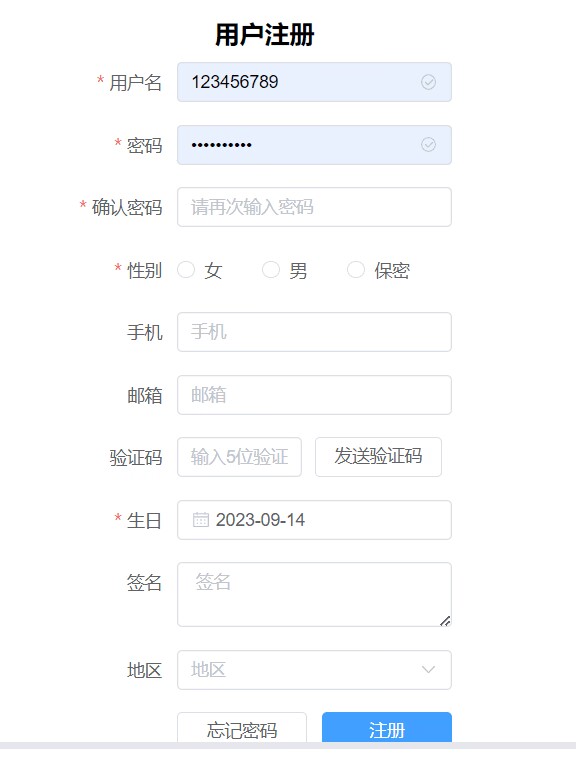 用户注册
* 用户名 123456789
* 密码 ••••••••••
* 确认密码 请再次输入密码
* 性别 女 男 保密
手机 手机
邮箱 邮箱
验证码 输入5位验证 发送验证码
* 生日 2023-09-14
签名 签名
地区 地区
忘记密码 注册